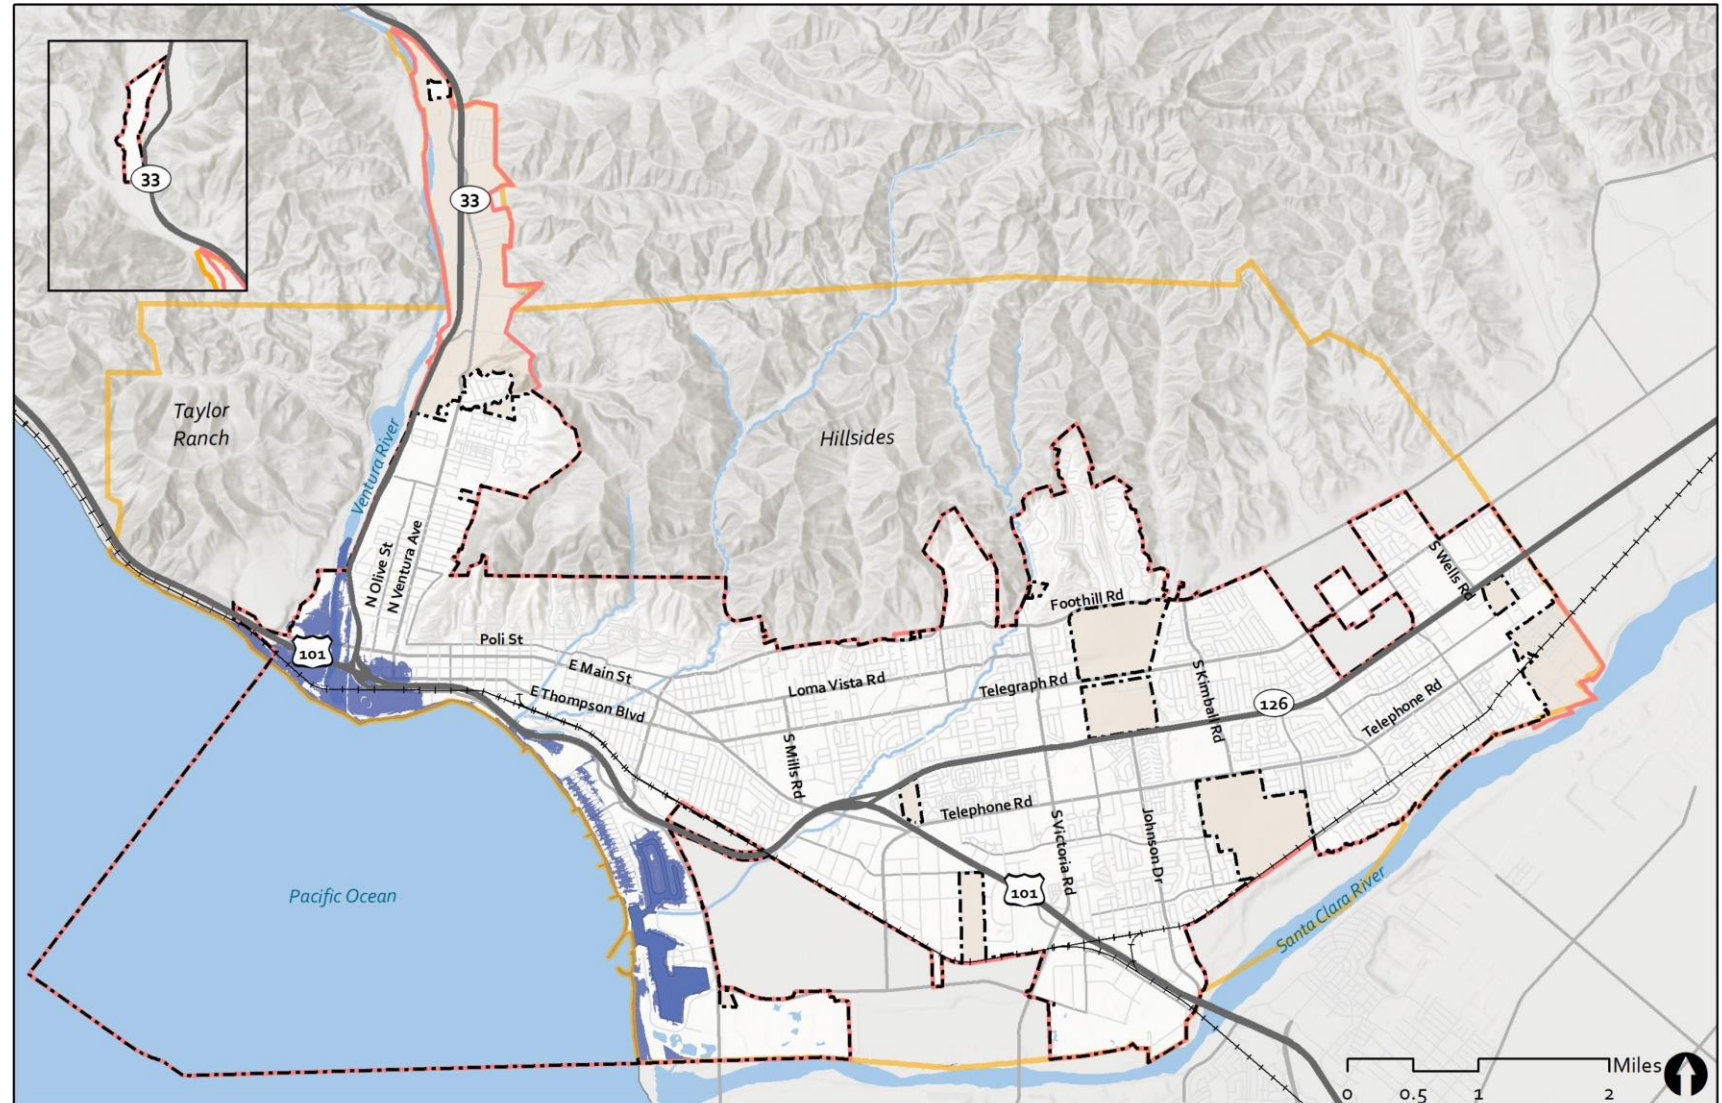 33
33
Taylor
Ranch
Hillsides
Ventura River
N Olive St
N Ventura Ave
S Wells Rd
Foothill Rd
Poli St
101
E Main St
Loma Vista Rd
Telegraph Rd
S Kimball Rd
E Thompson Blvd
126
Telephone Rd
S Mills Rd
Telephone Rd
S Victoria Rd
Johnson Dr
101
Pacific Ocean
Santa Clara River
Miles
0 0.5 1 2